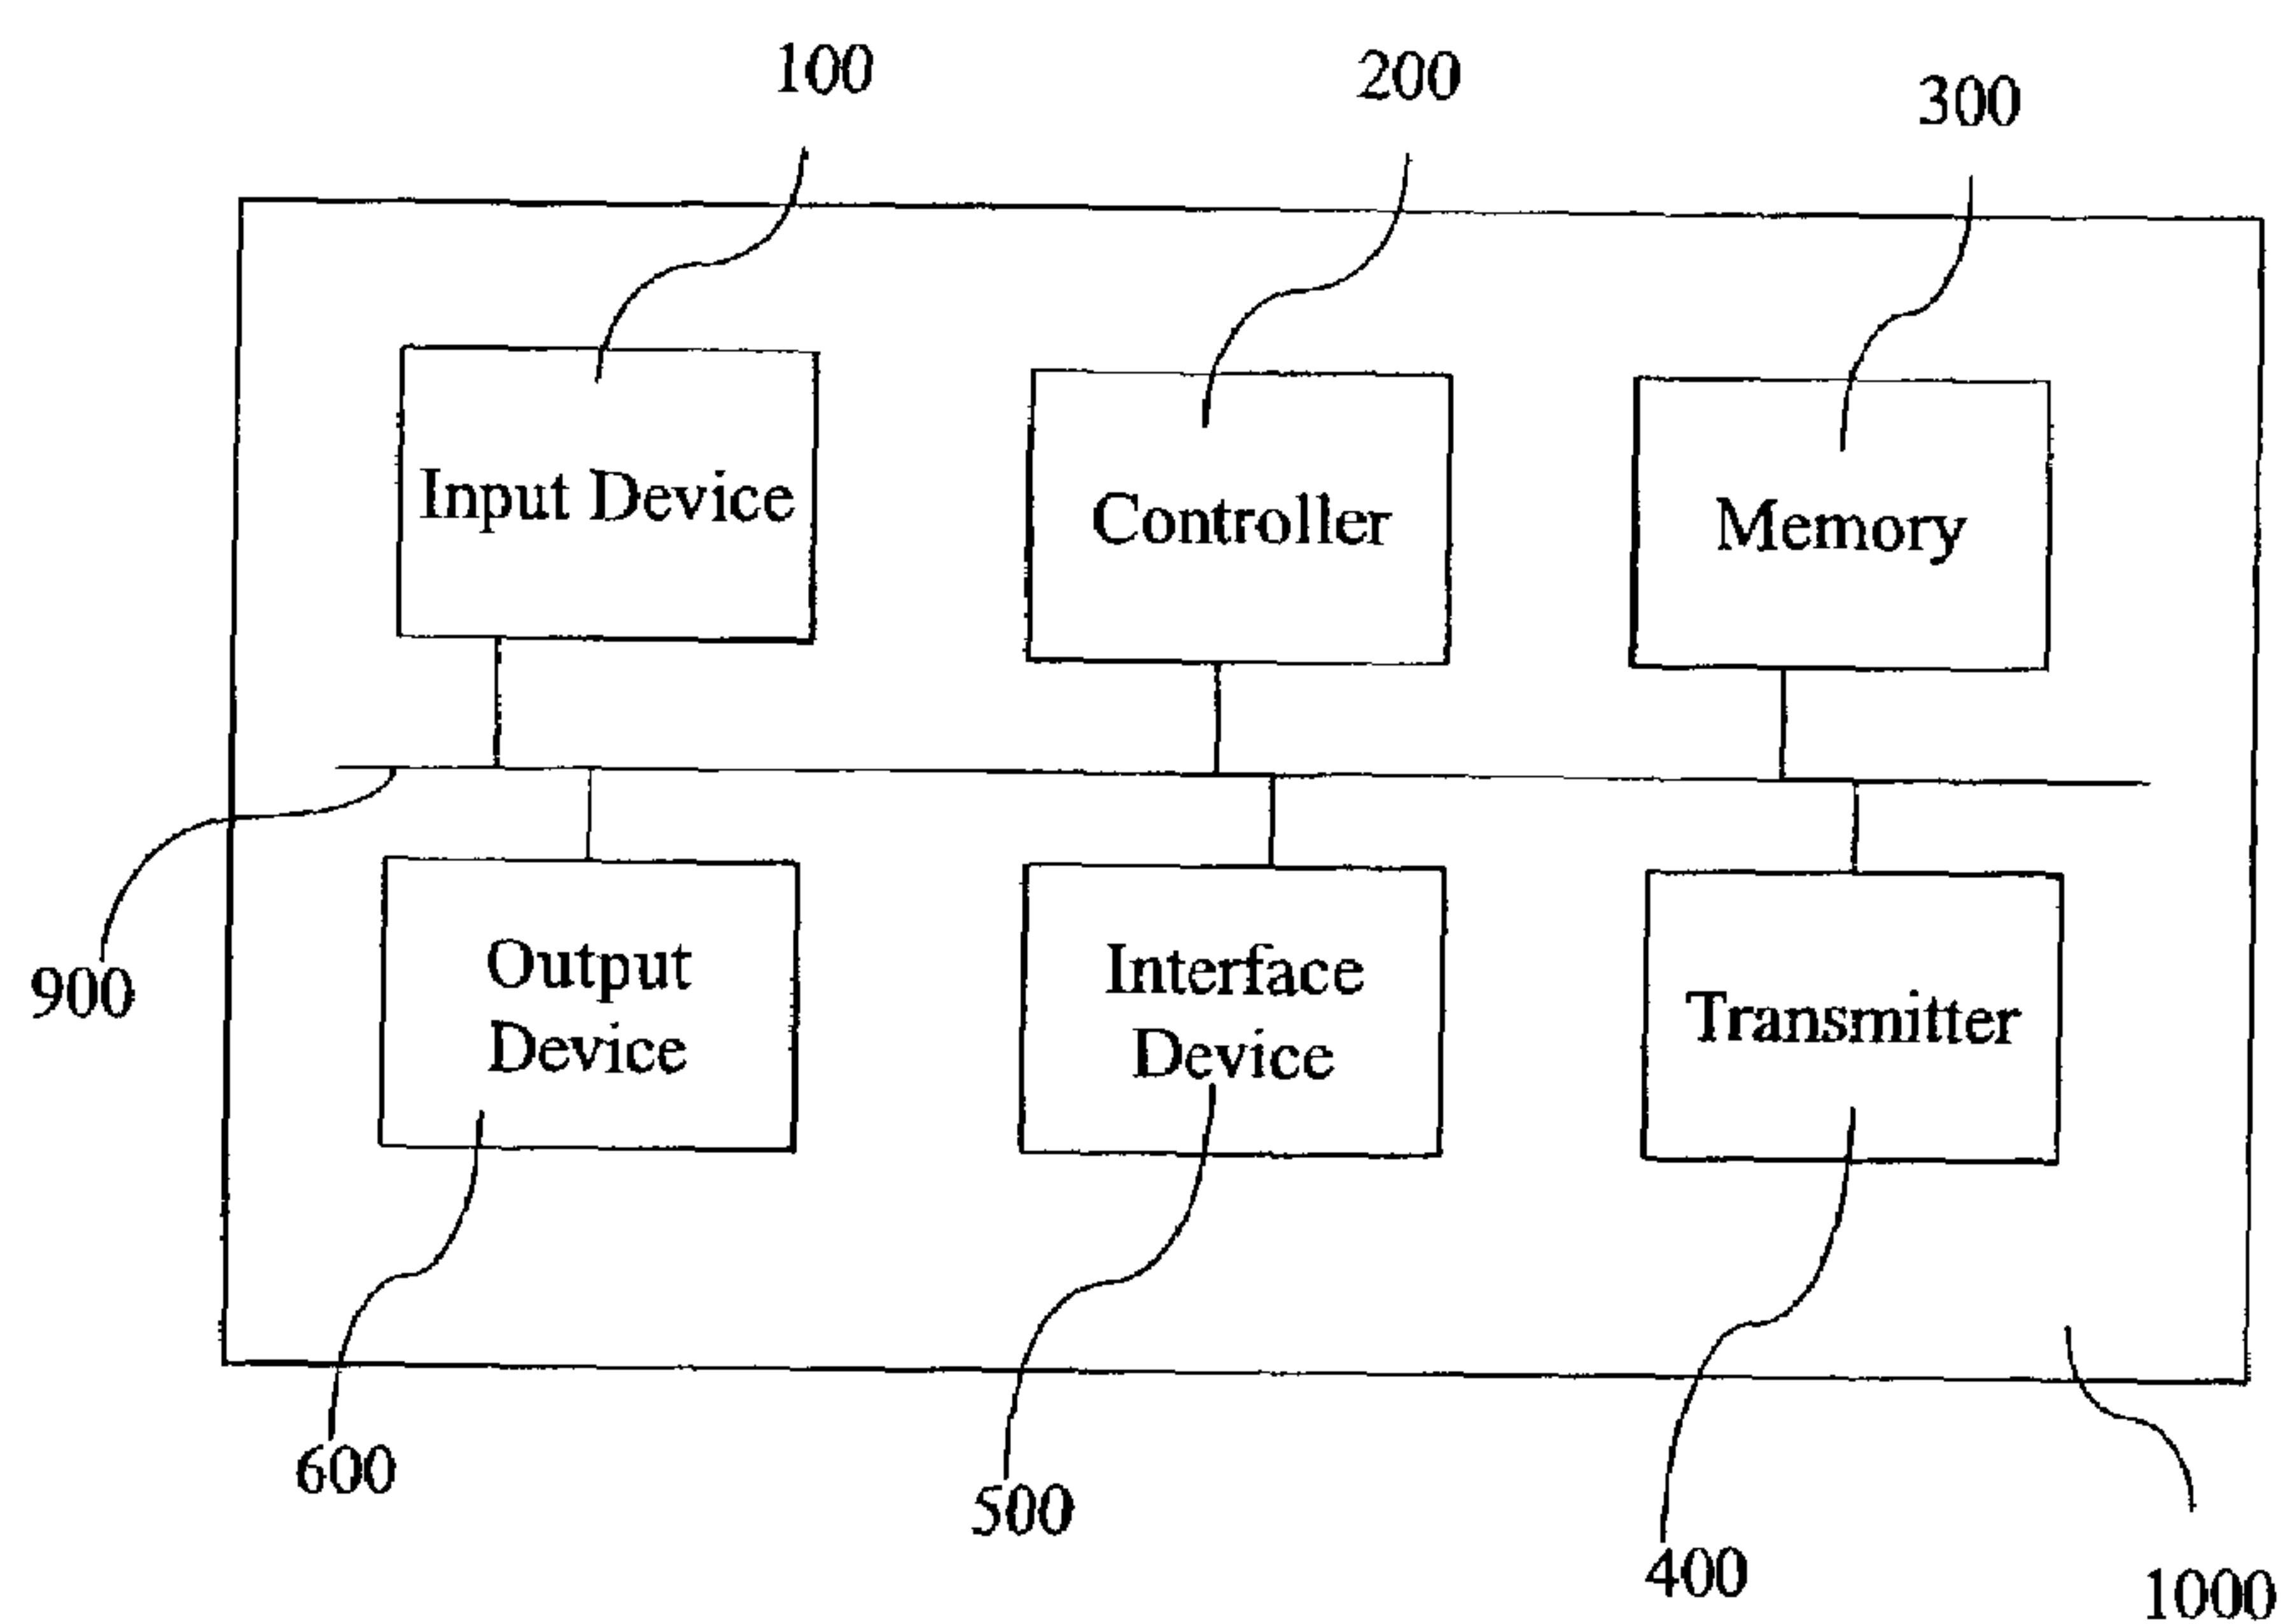 100
200
300
Input Device
Controller
Memory
900
Output
Device
Interface
Device
Transmitter
600
500
400
1000